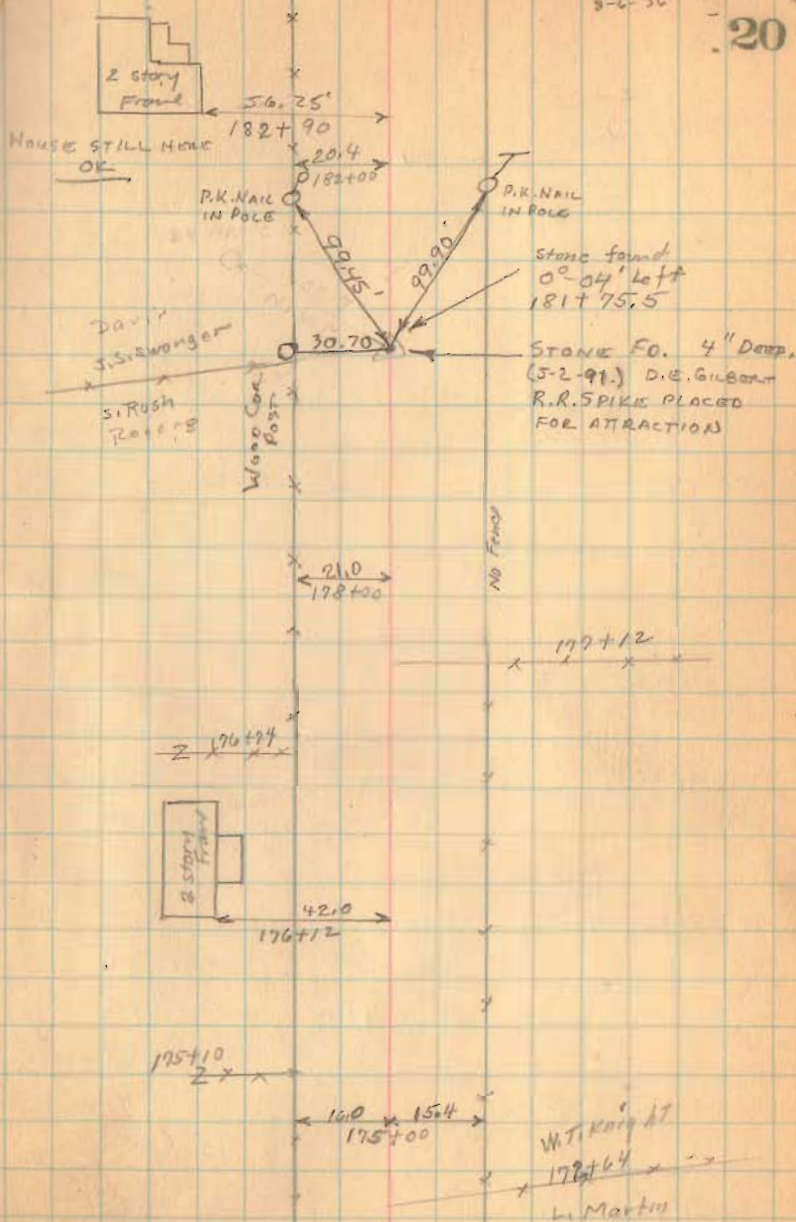 20
2 story
Frame
56.25'
182+90
HOUSE STILL HERE
OK
20.4
182+00
P.K. NAIL
IN POLE
P.K. NAIL
IN POLE
99.45'
99.90'
stone found
0°-04' Left
181+75.5
30.70
STONE FD. 4" DEEP.
(5-2-91.) D.E. GILBERT
R.R. SPIKE PLACED
FOR ATTRACTION
J.S. Swonger
S. Rush
Rogers
Wood Cor.
Post
No Fence
21.0
178+00
177+12
Z 176+74
2 story
Frame
42.0
176+12
175+10
Z
16.0 15.4
175+00
W.T. Knight
172+64
L. Martin